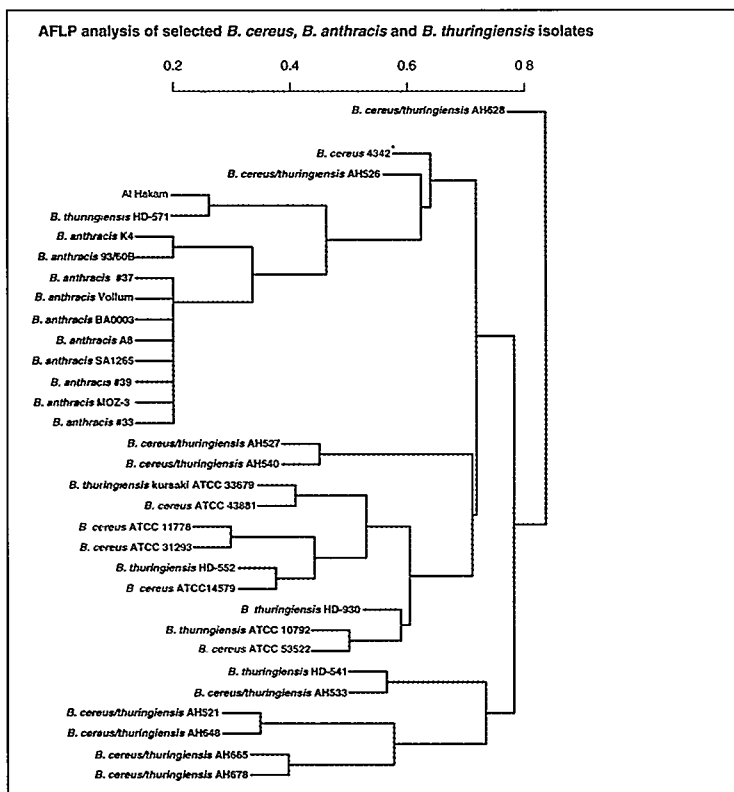 AFLP analysis of selected B. cereus, B. anthracis and B. thuringiensis isolates
0.2 0.4 0.6 0 8
B. cereus/thuringiensis AH628
B. cereus 4342*
B. cereus/thuringiensis AH526
Al Hakam
B. thuringiensis HD-571
B. anthracis K4
B. anthracis 93/60B
B. anthracis #37
B. anthracis Vollum
B. anthracis BA0003
B. anthracis A8
B. anthracis SA1265
B. anthracis #39
B. anthracis MOZ-3
B. anthracis #33
B. cereus/thuringiensis AH527
B. cereus/thuringiensis AH540
B. thuringiensis kursaki ATCC 33679
B. cereus ATCC 43881
B cereus ATCC 11778
B. cereus ATCC 31293
B. thuringiensis HD-552
B cereus ATCC14579
B thuringiensis HD-930
B. thuringiensis ATCC 10792
B. cereus ATCC 53522
B. thuringiensis HD-541
B. cereus/thuringiensis AH533
B. cereus/thuringiensis AH521
B. cereus/thuringiensis AH648
B. cereus/thuringiensis AH665
B. cereus/thuringiensis AH678